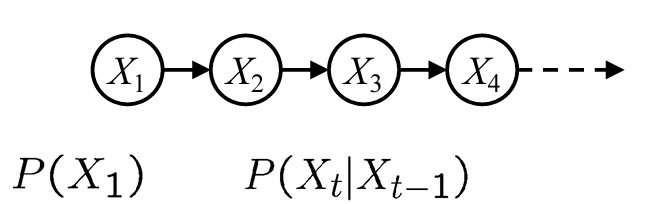 X₁ X₂ X₃ X₄
P(X₁) P(Xₜ|Xₜ₋₁)